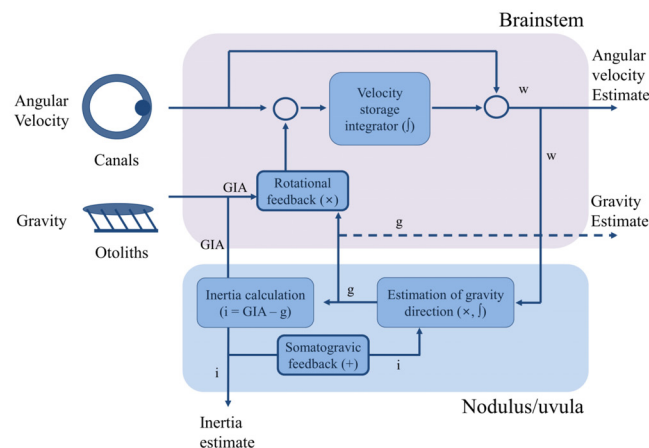 Brainstem
Angular
Velocity
Canals
Velocity
storage
integrator (∫)
w
Angular
velocity
Estimate
w
GIA
Rotational
feedback (×)
Gravity
Otoliths
GIA
g
Gravity
Estimate
Inertia calculation
(i = GIA – g)
g
Estimation of gravity
direction (×, ∫)
Somatogravic
feedback (+)
i
i
Inertia
estimate
Nodulus/uvula